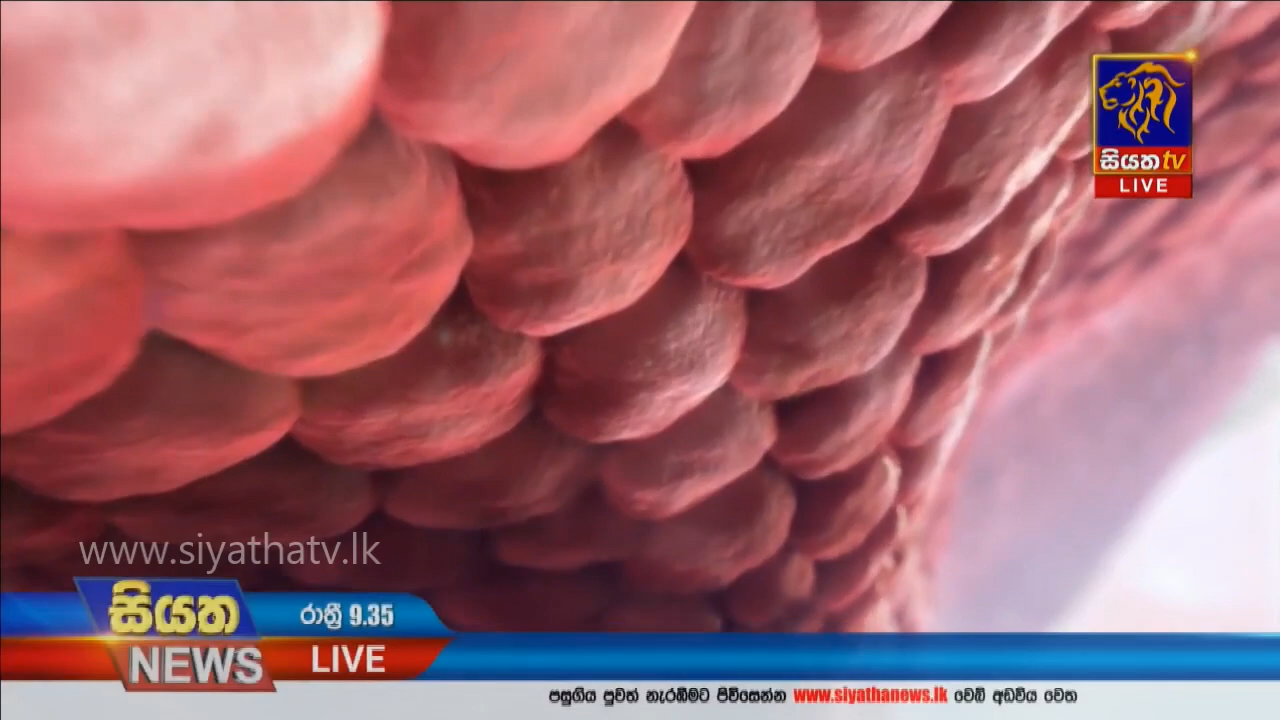 සියත tv
LIVE
www.siyathatv.lk
සියත
රාත්‍රී 9.35
NEWS
LIVE
පසුගිය පුවත් නැරඹීමට පිවිසෙන්න www.siyathanews.lk වෙබ් අඩවිය වෙත